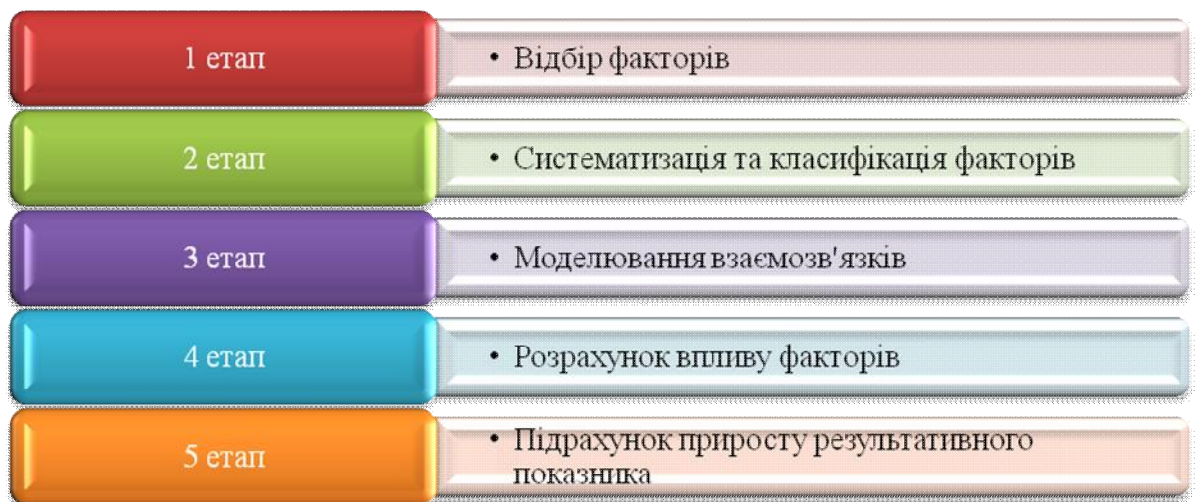 1 етап
• Відбір факторів
2 етап
• Систематизація та класифікація факторів
3 етап
• Моделювання взаємозв'язків
4 етап
• Розрахунок впливу факторів
5 етап
• Підрахунок приросту результативного
показника